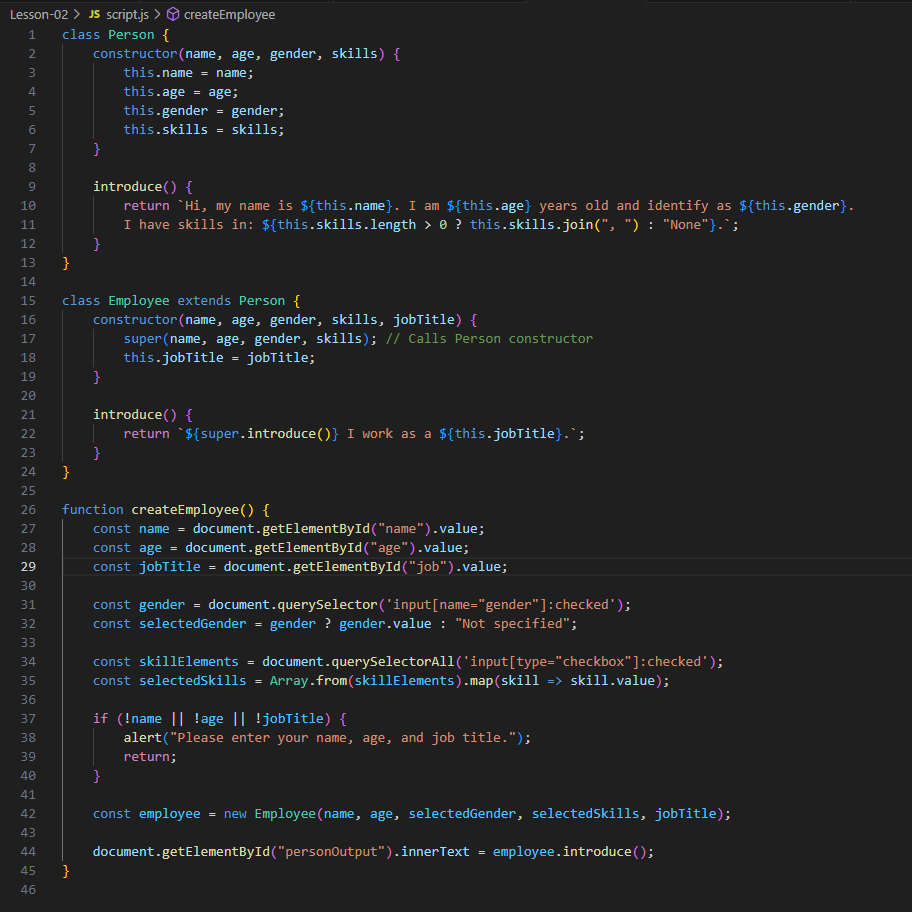 Lesson-02 > JS script.js > createEmployee
1 class Person {
2     constructor(name, age, gender, skills) {
3         this.name = name;
4         this.age = age;
5         this.gender = gender;
6         this.skills = skills;
7     }
8
9     introduce() {
10         return `Hi, my name is ${this.name}. I am ${this.age} years old and identify as ${this.gender}.
11         I have skills in: ${this.skills.length > 0 ? this.skills.join(", ") : "None"}.`;
12     }
13 }
14
15 class Employee extends Person {
16     constructor(name, age, gender, skills, jobTitle) {
17         super(name, age, gender, skills); // Calls Person constructor
18         this.jobTitle = jobTitle;
19     }
20
21     introduce() {
22         return `${super.introduce()} I work as a ${this.jobTitle}.`;
23     }
24 }
25
26 function createEmployee() {
27     const name = document.getElementById("name").value;
28     const age = document.getElementById("age").value;
29     const jobTitle = document.getElementById("job").value;
30
31     const gender = document.querySelector('input[name="gender"]:checked');
32     const selectedGender = gender ? gender.value : "Not specified";
33
34     const skillElements = document.querySelectorAll('input[type="checkbox"]:checked');
35     const selectedSkills = Array.from(skillElements).map(skill => skill.value);
36
37     if (!name || !age || !jobTitle) {
38         alert("Please enter your name, age, and job title.");
39         return;
40     }
41
42     const employee = new Employee(name, age, selectedGender, selectedSkills, jobTitle);
43
44     document.getElementById("personOutput").innerText = employee.introduce();
45 }
46